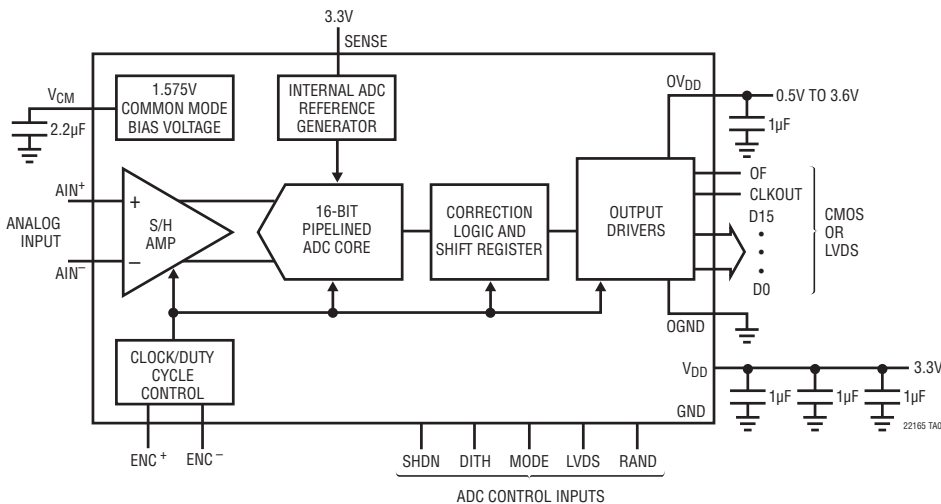 3.3V
SENSE
OVDD
0.5V TO 3.6V
1µF
VCM
2.2µF
1.575V
COMMON MODE
BIAS VOLTAGE
INTERNAL ADC
REFERENCE
GENERATOR
AIN+
ANALOG
INPUT
AIN−
+
−
S/H
AMP
16-BIT
PIPELINED
ADC CORE
CORRECTION
LOGIC AND
SHIFT REGISTER
OUTPUT
DRIVERS
OF
CLKOUT
D15
•
•
•
D0
CMOS
OR
LVDS
OGND
CLOCK/DUTY
CYCLE
CONTROL
VDD
3.3V
1µF
1µF
1µF
GND
22165 TA0
ENC+
ENC−
SHDN
DITH
MODE
LVDS
RAND
ADC CONTROL INPUTS